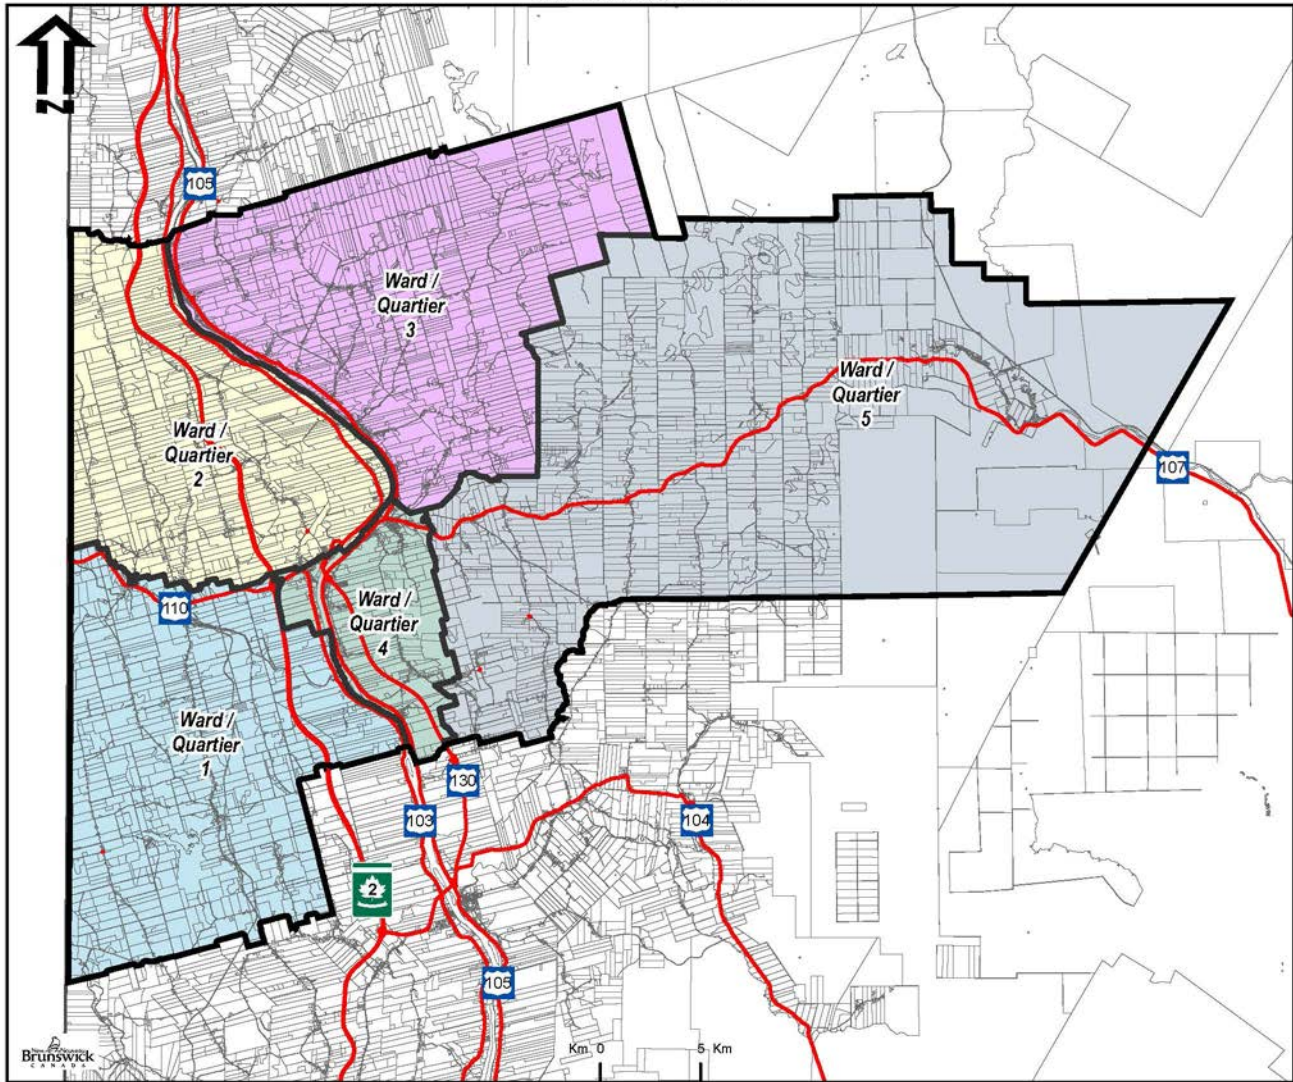 N
105
Ward /
Quartier
3
Ward /
Quartier
5
Ward /
Quartier
2
107
110
Ward /
Quartier
4
Ward /
Quartier
1
130
103
104
2
105
New Nouveau
Brunswick
CANADA
Km 0 5 Km